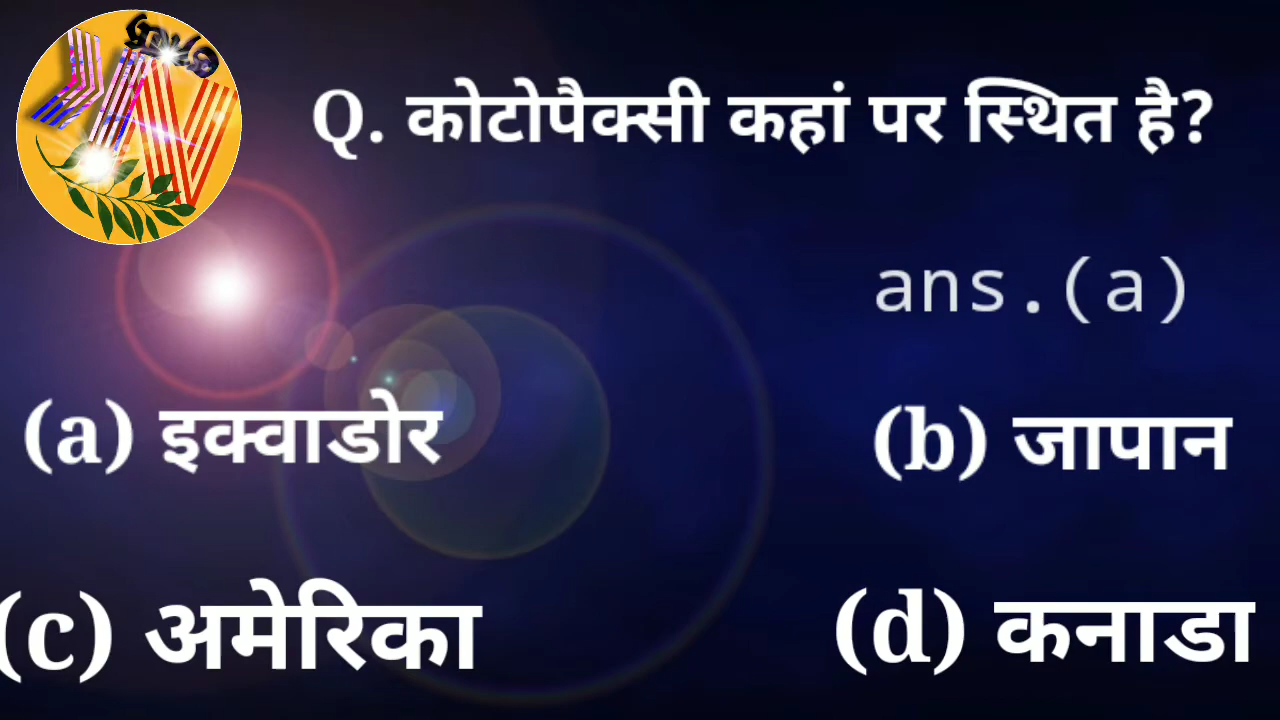 Q. कोटोपैक्सी कहां पर स्थित है?
ans.(a)
(a) इक्वाडोर
(b) जापान
(c) अमेरिका
(d) कनाडा